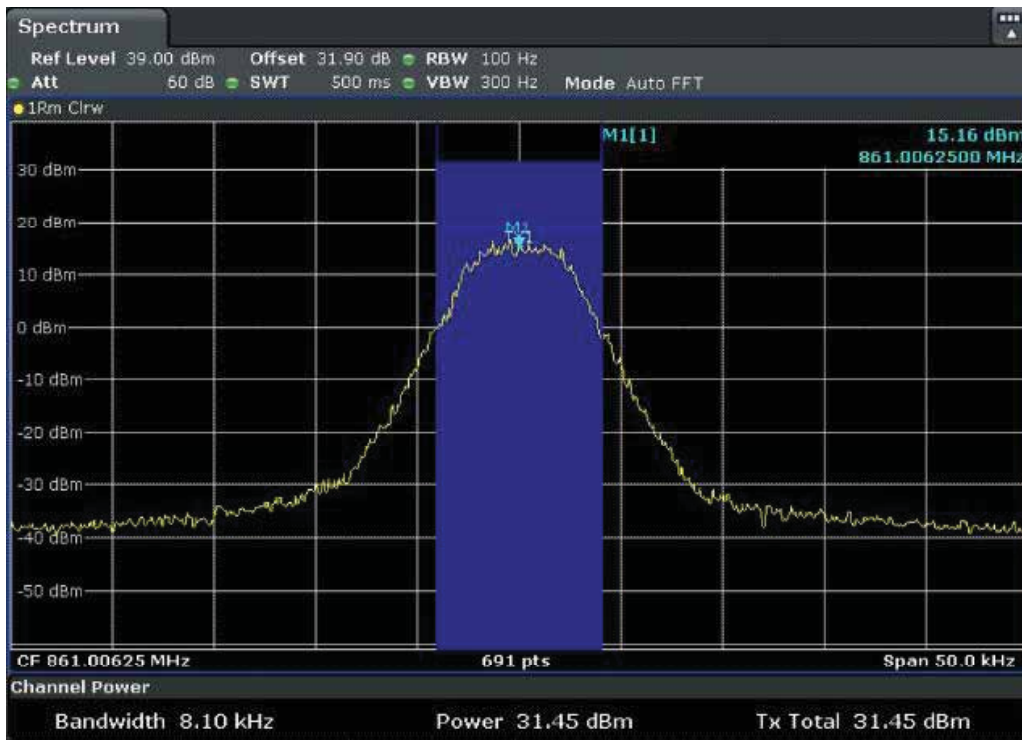 Spectrum
Ref Level 39.00 dBm Offset 31.90 dB RBW 100 Hz
Att 60 dB SWT 500 ms VBW 300 Hz Mode Auto FFT
1Rm Clrw
M1[1] 15.16 dBm
861.0062500 MHz
30 dBm
20 dBm
10 dBm
0 dBm
-10 dBm
-20 dBm
-30 dBm
-40 dBm
-50 dBm
CF 861.00625 MHz 691 pts Span 50.0 kHz
Channel Power
Bandwidth 8.10 kHz Power 31.45 dBm Tx Total 31.45 dBm